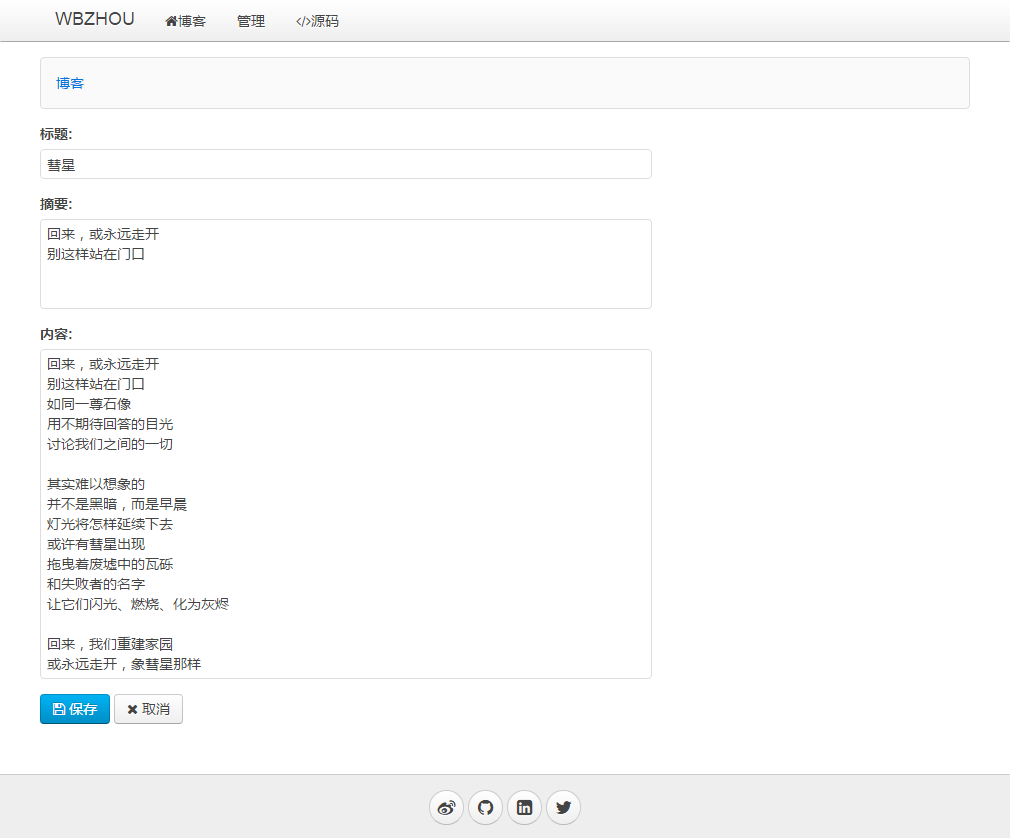 WBZHOU 博客 管理 </>源码
博客
标题:
彗星
摘要:
回来，或永远走开
别这样站在门口
内容:
回来，或永远走开
别这样站在门口
如同一尊石像
用不期待回答的目光
讨论我们之间的一切
其实难以想象的
并不是黑暗，而是早晨
灯光将怎样延续下去
或许有彗星出现
拖曳着废墟中的瓦砾
和失败者的名字
让它们闪光、燃烧、化为灰烬
回来，我们重建家园
或永远走开，象彗星那样
保存 取消